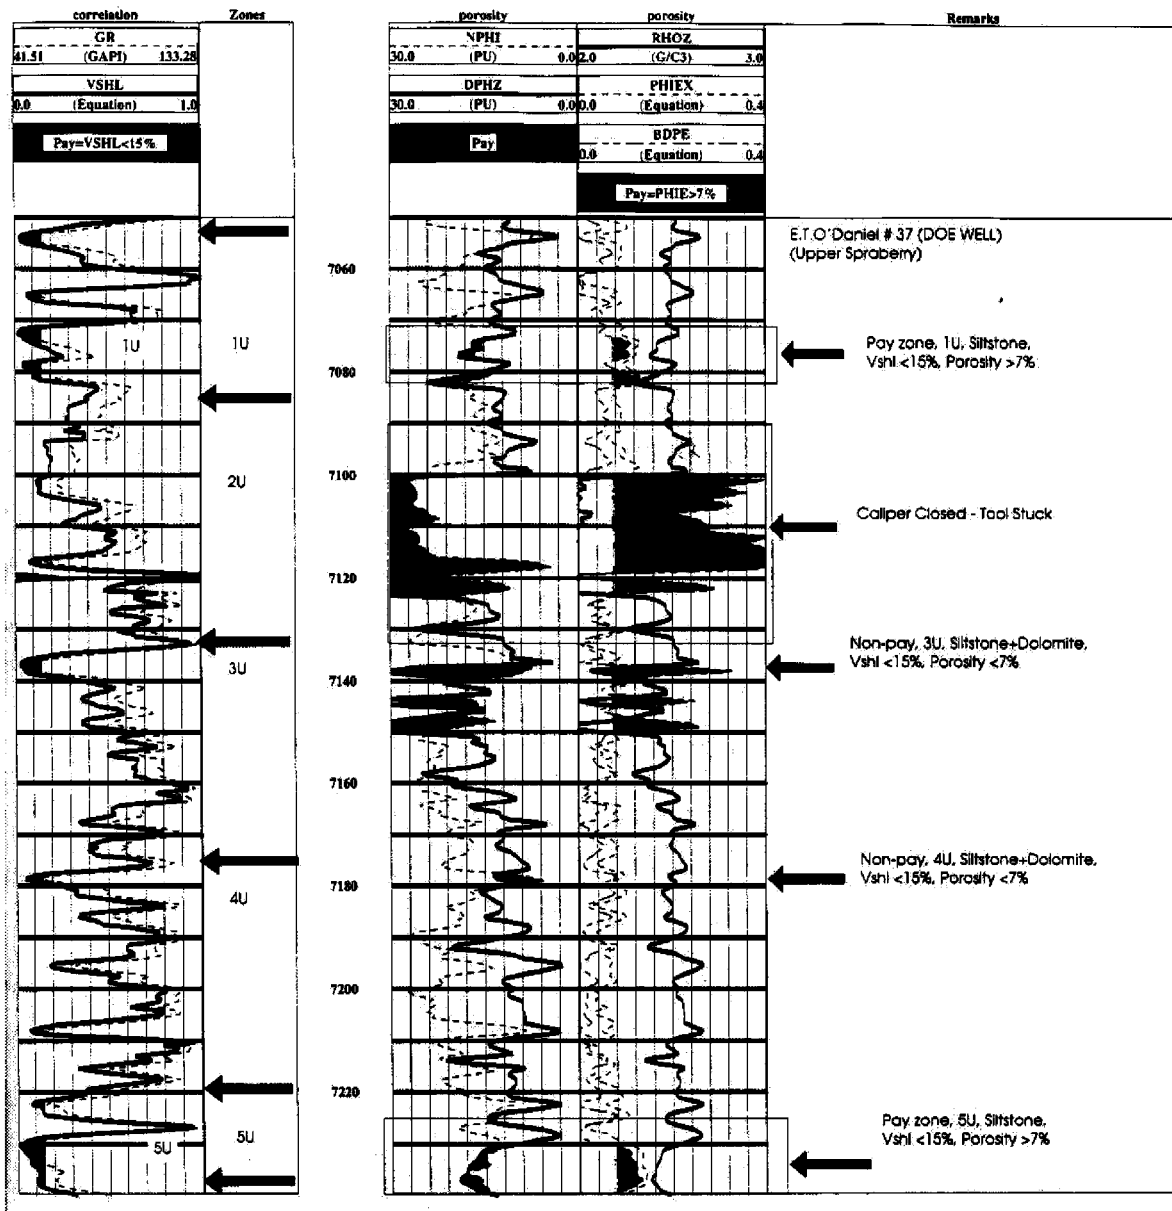 correlation Zones porosity porosity Remarks
GR NPHI RHOZ
41.51 (GAPI) 133.28 30.0 (PU) 0.0 2.0 (G/C3) 3.0
VSHL DPHZ PHIEX
0.0 (Equation) 1.0 30.0 (PU) 0.0 0.0 (Equation) 0.4
Pay=VSHL<15% Pay BDPE
0.0 (Equation) 0.4
Pay=PHIE>7%
E.T.O'Daniel # 37 (DOE WELL)
(Upper Spraberry)
7060
1U 1U Pay zone, 1U, Siltstone,
Vshl <15%, Porosity >7%
7080
7100
2U
Caliper Closed - Tool Stuck
7120
Non-pay, 3U, Siltstone+Dolomite,
Vshl <15%, Porosity <7%
3U
7140
7160
Non-pay, 4U, Siltstone+Dolomite,
Vshl <15%, Porosity <7%
7180
4U
7200
7220
Pay zone, 5U, Siltstone,
Vshl <15%, Porosity >7%
5U 5U